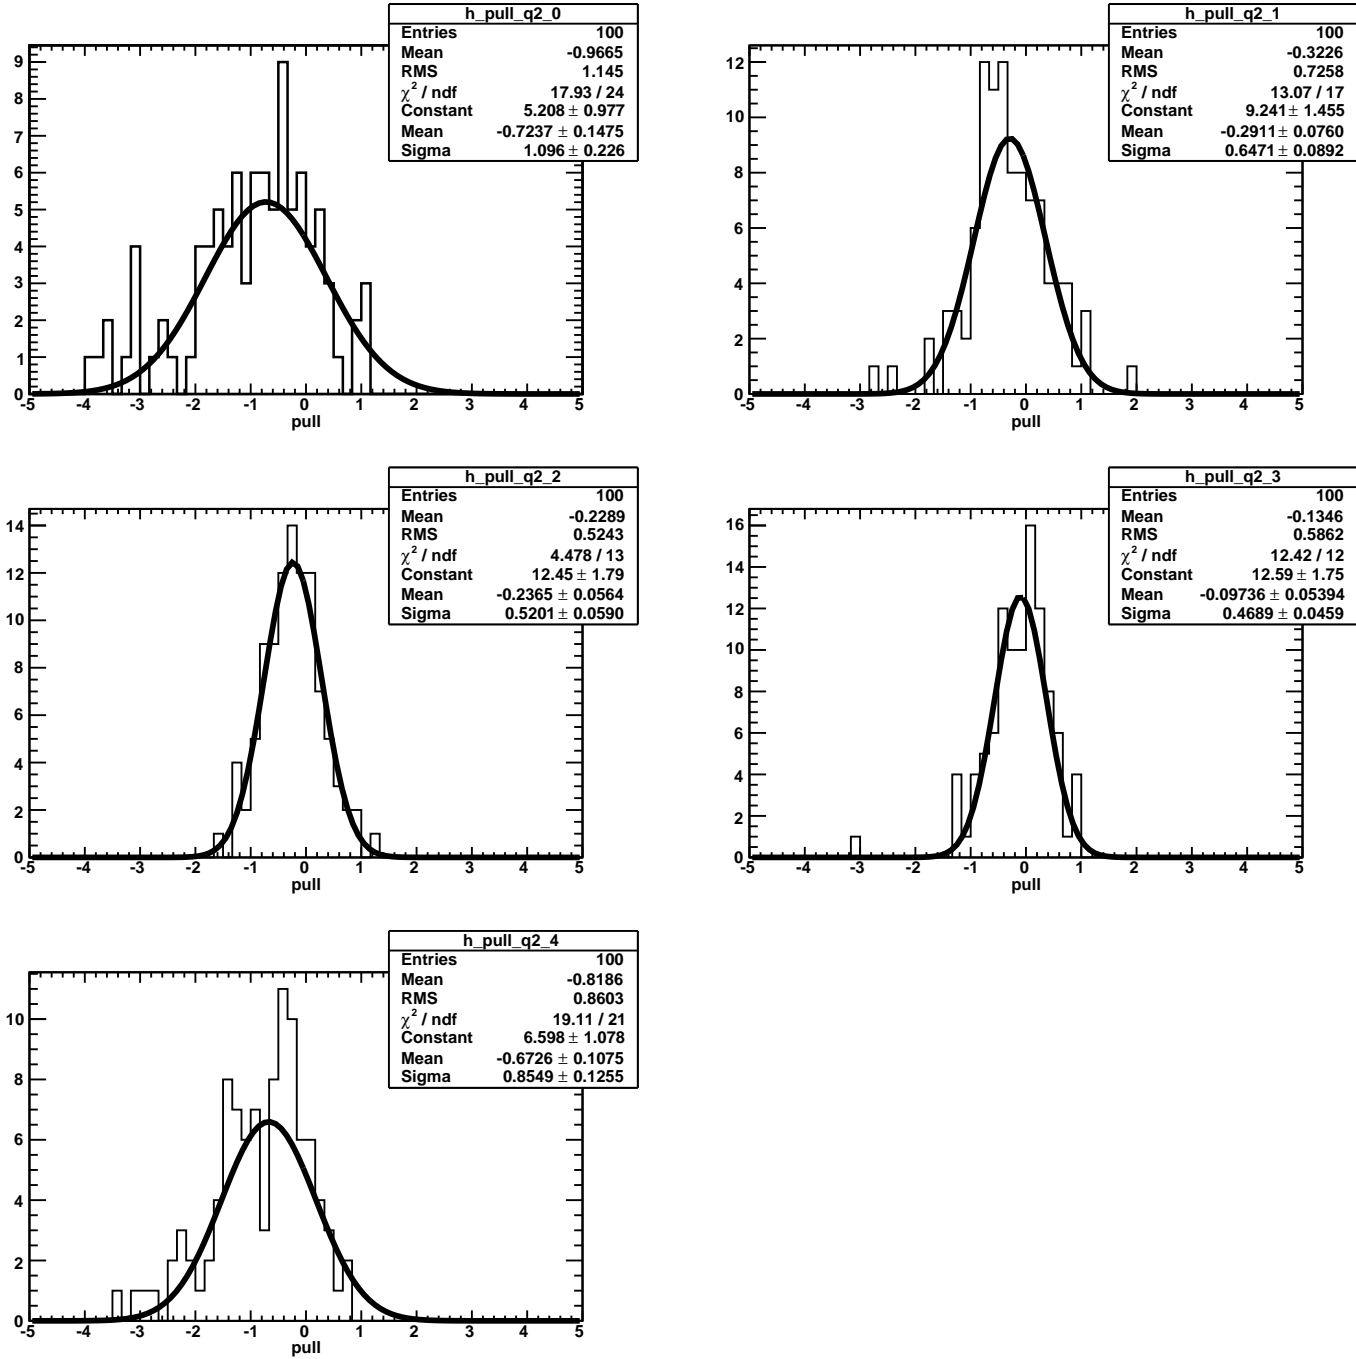 h_pull_q2_0
Entries 100
Mean -0.9665
RMS 1.145
χ² / ndf 17.93 / 24
Constant 5.208 ± 0.977
Mean -0.7237 ± 0.1475
Sigma 1.096 ± 0.226
9
8
7
6
5
4
3
2
1
0
-5 -4 -3 -2 -1 0 1 2 3 4 5
pull
h_pull_q2_1
Entries 100
Mean -0.3226
RMS 0.7258
χ² / ndf 13.07 / 17
Constant 9.241 ± 1.455
Mean -0.2911 ± 0.0760
Sigma 0.6471 ± 0.0892
12
10
8
6
4
2
0
-5 -4 -3 -2 -1 0 1 2 3 4 5
pull
h_pull_q2_2
Entries 100
Mean -0.2289
RMS 0.5243
χ² / ndf 4.478 / 13
Constant 12.45 ± 1.79
Mean -0.2365 ± 0.0564
Sigma 0.5201 ± 0.0590
14
12
10
8
6
4
2
0
-5 -4 -3 -2 -1 0 1 2 3 4 5
pull
h_pull_q2_3
Entries 100
Mean -0.1346
RMS 0.5862
χ² / ndf 12.42 / 12
Constant 12.59 ± 1.75
Mean -0.09736 ± 0.05394
Sigma 0.4689 ± 0.0459
16
14
12
10
8
6
4
2
0
-5 -4 -3 -2 -1 0 1 2 3 4 5
pull
h_pull_q2_4
Entries 100
Mean -0.8186
RMS 0.8603
χ² / ndf 19.11 / 21
Constant 6.598 ± 1.078
Mean -0.6726 ± 0.1075
Sigma 0.8549 ± 0.1255
10
8
6
4
2
0
-5 -4 -3 -2 -1 0 1 2 3 4 5
pull